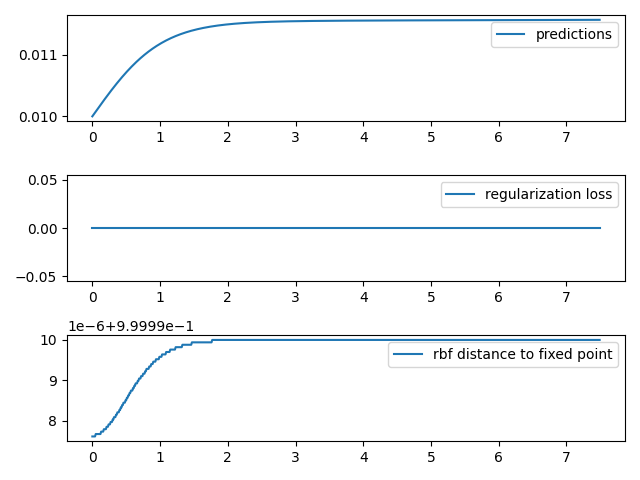 0.011
0.010
predictions
0 1 2 3 4 5 6 7
0.05
0.00
−0.05
regularization loss
0 1 2 3 4 5 6 7
1e−6+9.9999e−1
10
9
8
rbf distance to fixed point
0 1 2 3 4 5 6 7